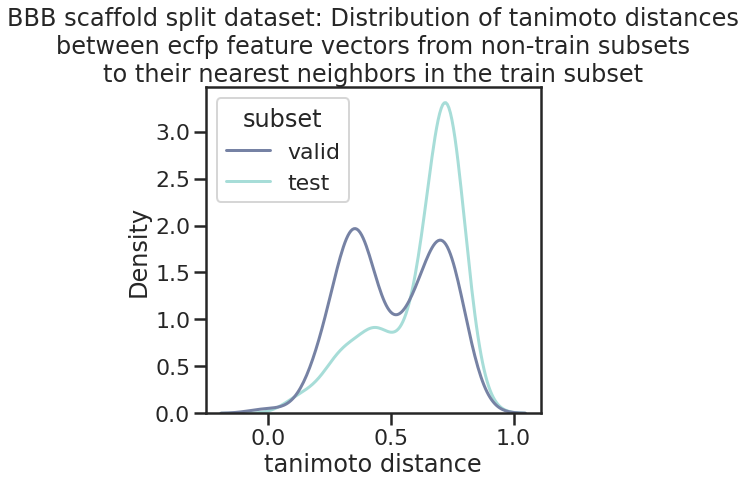 BBB scaffold split dataset: Distribution of tanimoto distances
between ecfp feature vectors from non-train subsets
to their nearest neighbors in the train subset
subset
valid
test
3.0
2.5
2.0
1.5
1.0
0.5
0.0
Density
0.0 0.5 1.0
tanimoto distance